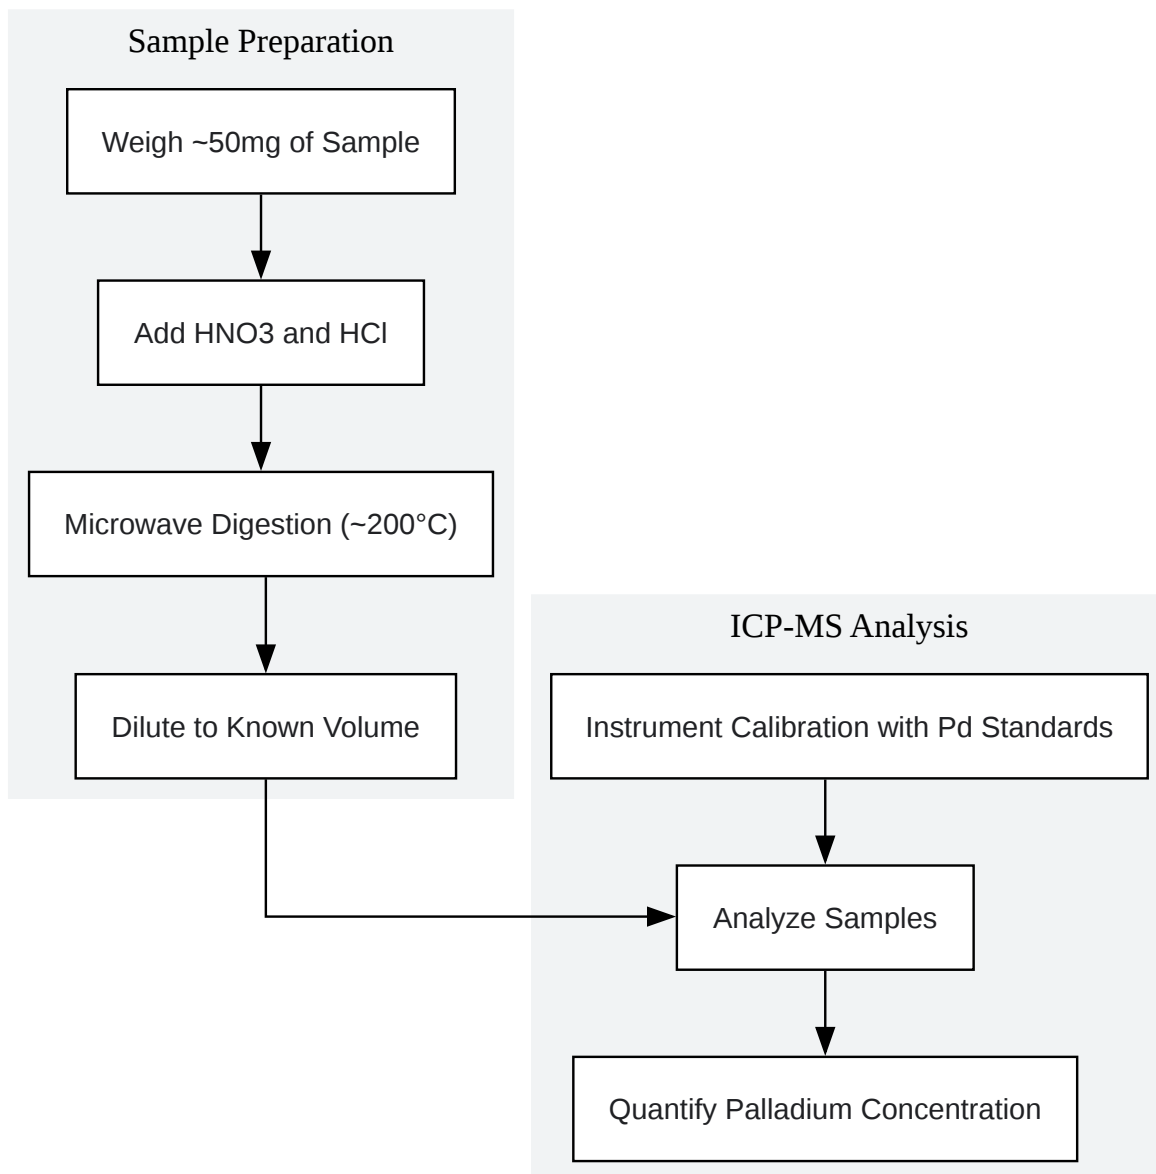 Sample Preparation
Weigh ~50mg of Sample
Add HNO3 and HCl
Microwave Digestion (~200°C)
Dilute to Known Volume
ICP-MS Analysis
Instrument Calibration with Pd Standards
Analyze Samples
Quantify Palladium Concentration